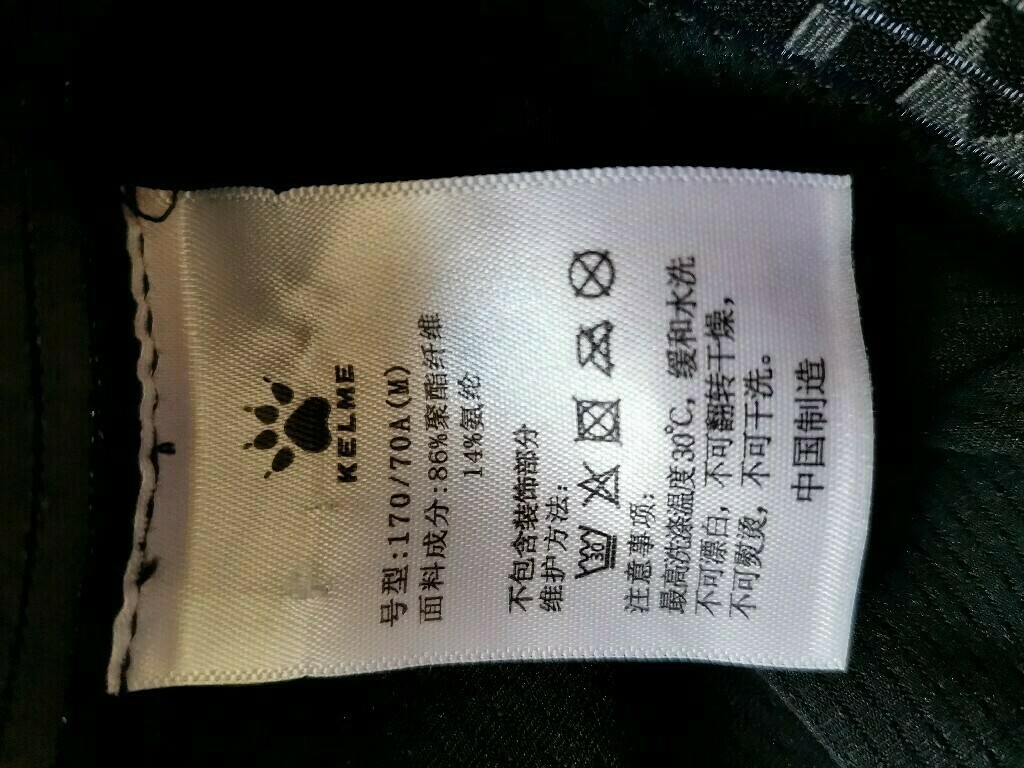 KELME
号型:170/70A(M)
面料成分:86%聚酯纤维
14%氨纶
不包含装饰部分
维护方法:
30
注意事项:
最高洗涤温度30℃，缓和水洗
不可漂白，不可翻转干燥，
不可熨烫，不可干洗。
中国制造